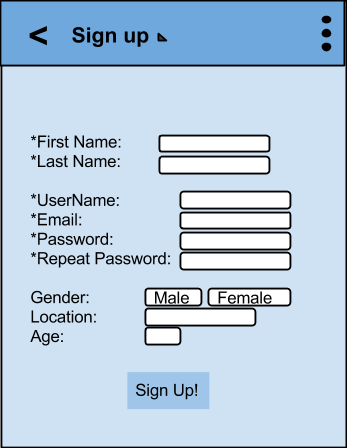 < Sign up
*First Name:
*Last Name:
*UserName:
*Email:
*Password:
*Repeat Password:
Gender: Male Female
Location:
Age:
Sign Up!